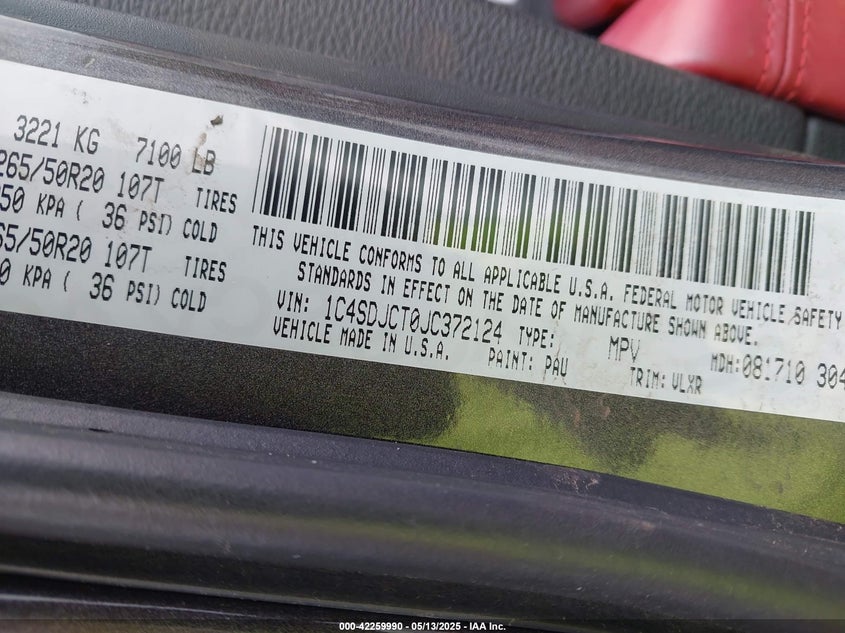 3221 KG 7100 LB
265/50R20 107T TIRES
50 KPA ( 36 PSI) COLD
65/50R20 107T TIRES
0 KPA ( 36 PSI) COLD
THIS VEHICLE CONFORMS TO ALL APPLICABLE U.S.A. FEDERAL MOTOR VEHICLE SAFETY
STANDARDS IN EFFECT ON THE DATE OF MANUFACTURE SHOWN ABOVE.
VIN: 1C4SDJCT0JC372124 TYPE: MPV MDH:081710 304
VEHICLE MADE IN U.S.A. PAINT: PAU TRIM: VLXR
000-42259990 - 05/13/2025 - IAA Inc.